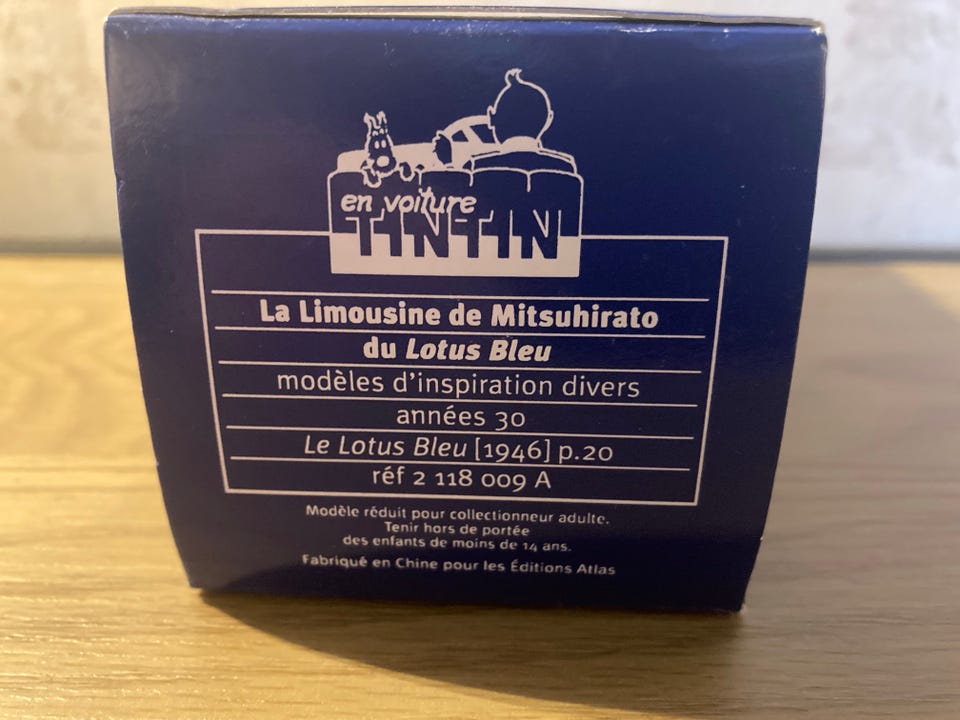 en voiture
TINTIN
La Limousine de Mitsuhirato
du Lotus Bleu
modèles d'inspiration divers
années 30
Le Lotus Bleu [1946] p.20
réf 2 118 009 A
Modèle réduit pour collectionneur adulte.
Tenir hors de portée
des enfants de moins de 14 ans.
Fabriqué en Chine pour les Éditions Atlas